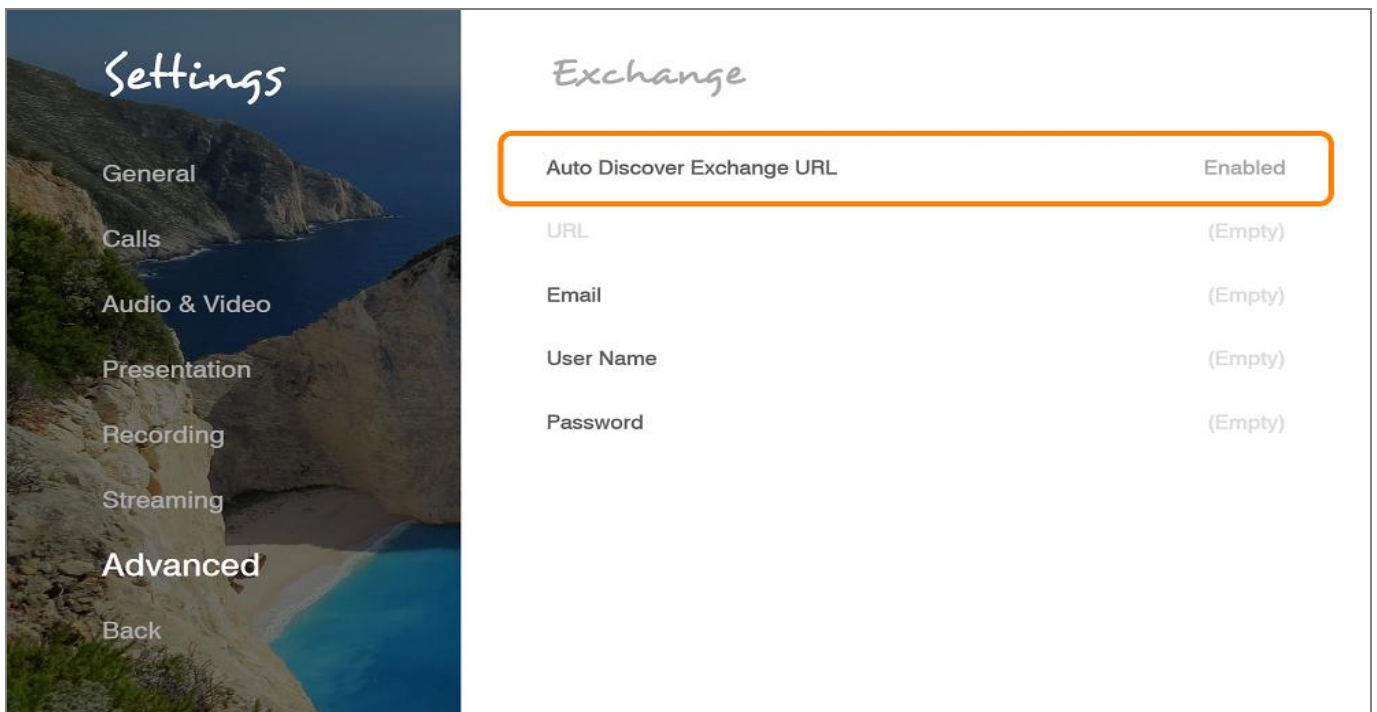 Settings
General
Calls
Audio & Video
Presentation
Recording
Streaming
Advanced
Back
Exchange
Auto Discover Exchange URL Enabled
URL (Empty)
Email (Empty)
User Name (Empty)
Password (Empty)